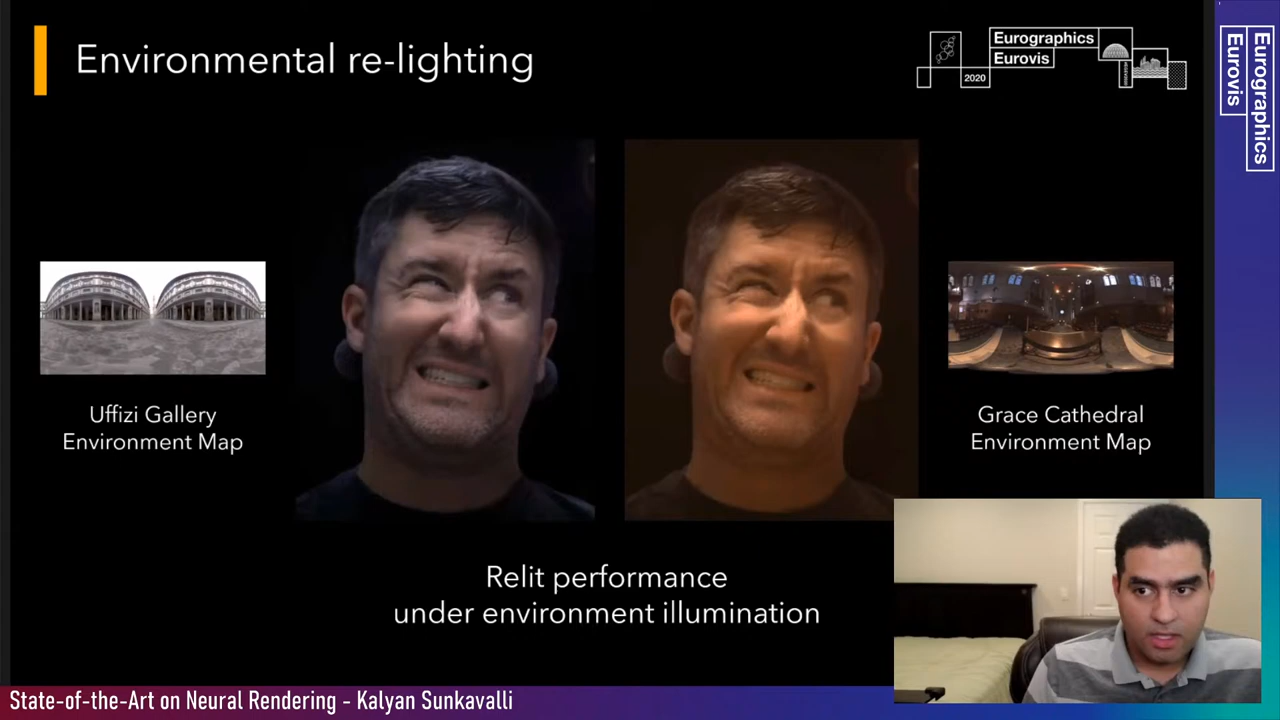 Environmental re-lighting
Eurographics
Eurovis
2020
Eurographics
Eurovis
Uffizi Gallery
Environment Map
Grace Cathedral
Environment Map
Relit performance
under environment illumination
State-of-the-Art on Neural Rendering - Kalyan Sunkavalli